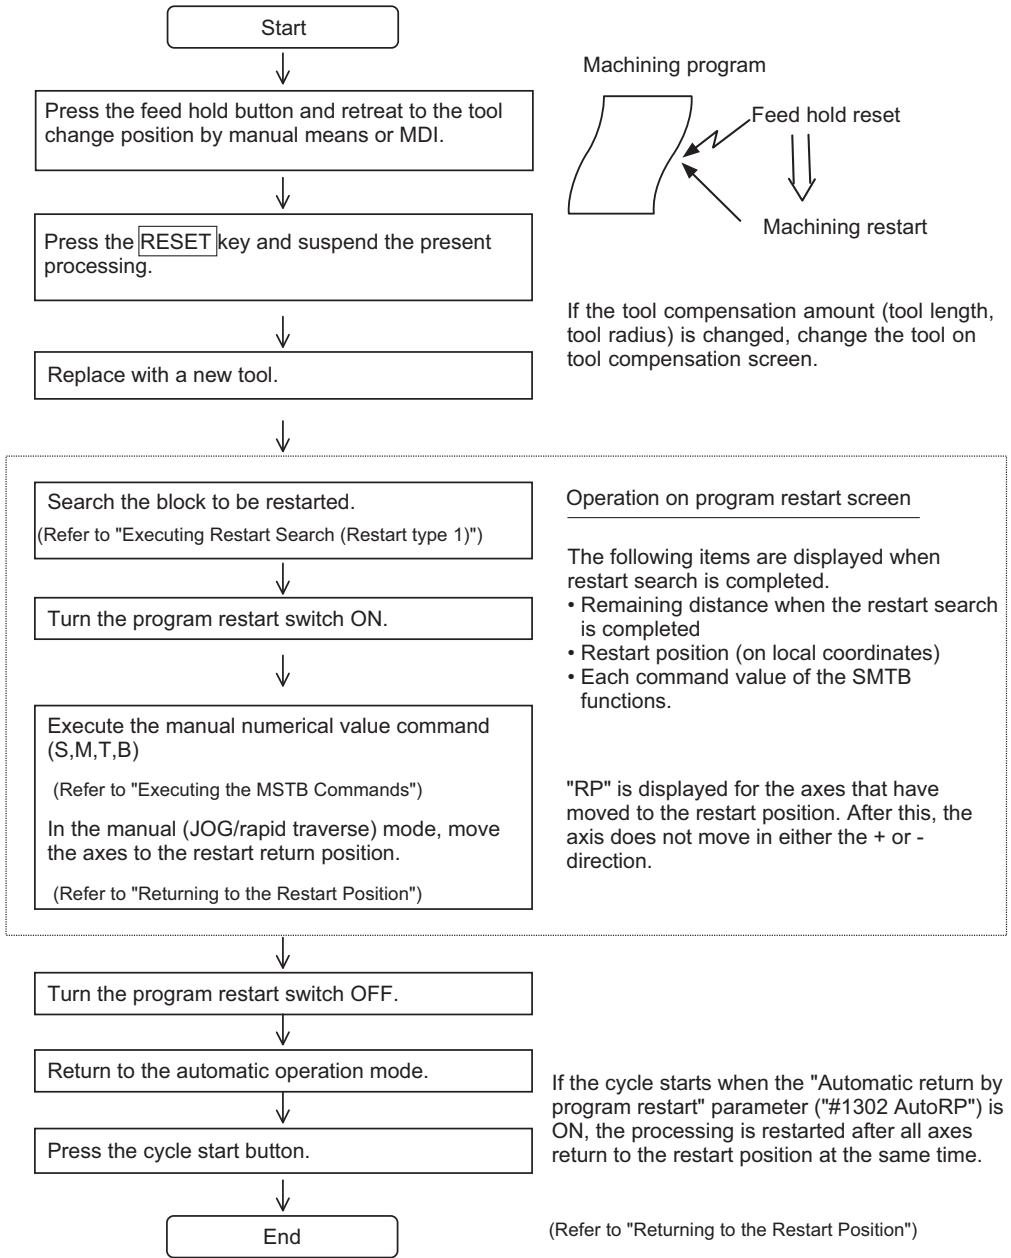 Start
Machining program
Press the feed hold button and retreat to the tool
change position by manual means or MDI.
Feed hold reset
Machining restart
Press the RESET key and suspend the present
processing.
If the tool compensation amount (tool length,
tool radius) is changed, change the tool on
tool compensation screen.
Replace with a new tool.
Search the block to be restarted.
(Refer to "Executing Restart Search (Restart type 1)")
Operation on program restart screen
The following items are displayed when
restart search is completed.
• Remaining distance when the restart search
is completed
• Restart position (on local coordinates)
• Each command value of the SMTB
functions.
Turn the program restart switch ON.
Execute the manual numerical value command
(S,M,T,B)
(Refer to "Executing the MSTB Commands")
In the manual (JOG/rapid traverse) mode, move
the axes to the restart return position.
(Refer to "Returning to the Restart Position")
"RP" is displayed for the axes that have
moved to the restart position. After this, the
axis does not move in either the + or -
direction.
Turn the program restart switch OFF.
Return to the automatic operation mode.
Press the cycle start button.
If the cycle starts when the "Automatic return by
program restart" parameter ("#1302 AutoRP") is
ON, the processing is restarted after all axes
return to the restart position at the same time.
End
(Refer to "Returning to the Restart Position")